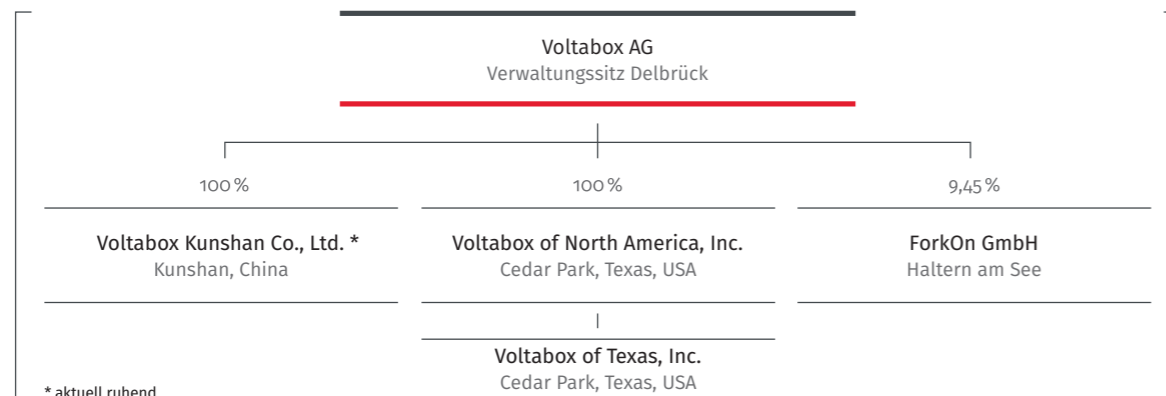 Voltabox AG
Verwaltungssitz Delbrück
100 %
100 %
9,45 %
Voltabox Kunshan Co., Ltd. *
Kunshan, China
Voltabox of North America, Inc.
Cedar Park, Texas, USA
ForkOn GmbH
Haltern am See
Voltabox of Texas, Inc.
Cedar Park, Texas, USA
* aktuell ruhend